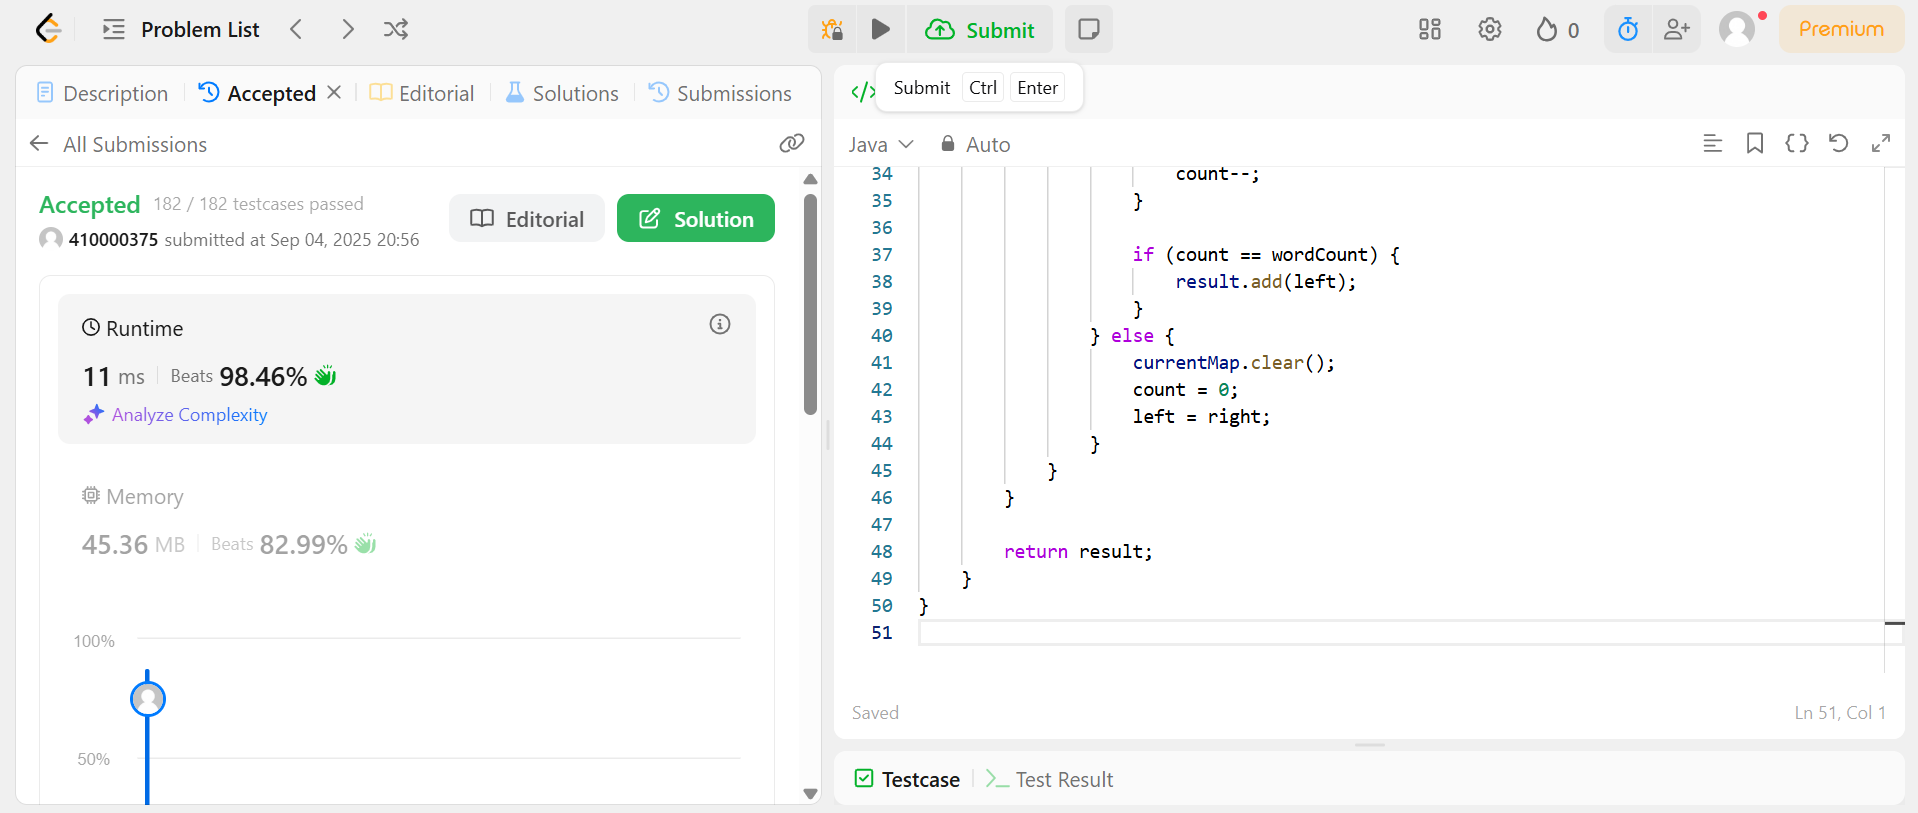 Problem List
Submit
0
Premium
Description
Accepted
Editorial
Solutions
Submissions
All Submissions
Accepted 182 / 182 testcases passed
410000375 submitted at Sep 04, 2025 20:56
Editorial
Solution
Runtime
11 ms
Beats 98.46%
Analyze Complexity
Memory
45.36 MB
Beats 82.99%
100%
50%
</>
Submit Ctrl Enter
Java
Auto
34 count--;
35 }
36
37 if (count == wordCount) {
38 result.add(left);
39 }
40 } else {
41 currentMap.clear();
42 count = 0;
43 left = right;
44 }
45 }
46 }
47
48 return result;
49 }
50 }
51
Saved
Ln 51, Col 1
Testcase
Test Result